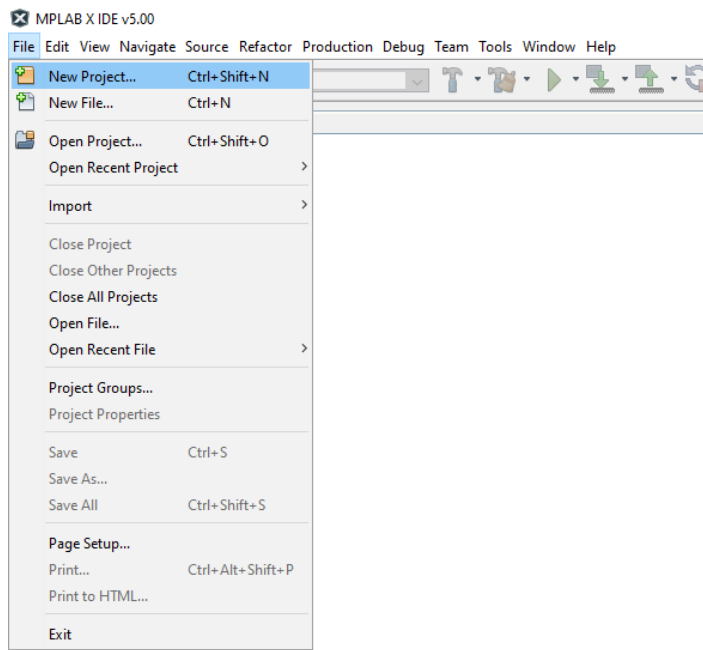 MPLAB X IDE v5.00
File Edit View Navigate Source Refactor Production Debug Team Tools Window Help
New Project... Ctrl+Shift+N
New File... Ctrl+N
Open Project... Ctrl+Shift+O
Open Recent Project
Import
Close Project
Close Other Projects
Close All Projects
Open File...
Open Recent File
Project Groups...
Project Properties
Save Ctrl+S
Save As...
Save All Ctrl+Shift+S
Page Setup...
Print... Ctrl+Alt+Shift+P
Print to HTML...
Exit